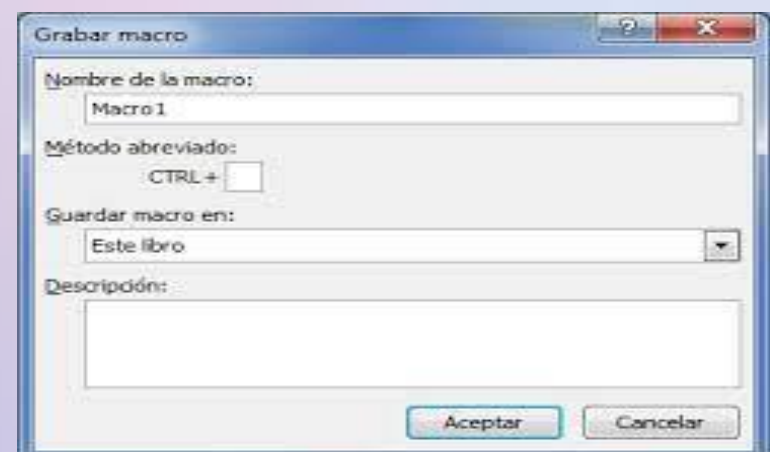 Grabar macro
Nombre de la macro:
Macro1
Método abreviado:
CTRL+
Guardar macro en:
Este libro
Descripción:
Aceptar Cancelar